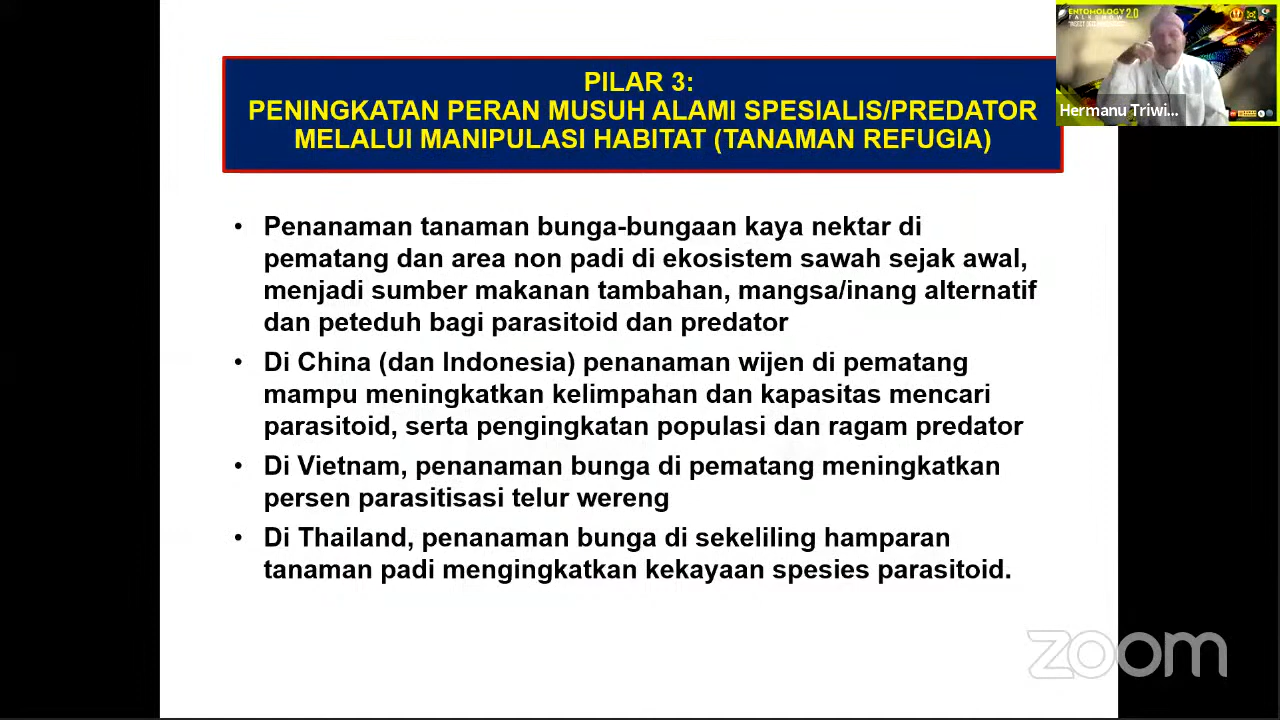 PILAR 3:
PENINGKATAN PERAN MUSUH ALAMI SPESIALIS/PREDATOR
MELALUI MANIPULASI HABITAT (TANAMAN REFUGIA)
ENTOMOLOGY 2.0
TALKSHOW
Hermanu Triwi...
• Penanaman tanaman bunga-bungaan kaya nektar di
pematang dan area non padi di ekosistem sawah sejak awal,
menjadi sumber makanan tambahan, mangsa/inang alternatif
dan peteduh bagi parasitoid dan predator
• Di China (dan Indonesia) penanaman wijen di pematang
mampu meningkatkan kelimpahan dan kapasitas mencari
parasitoid, serta pengingkatan populasi dan ragam predator
• Di Vietnam, penanaman bunga di pematang meningkatkan
persen parasitisasi telur wereng
• Di Thailand, penanaman bunga di sekeliling hamparan
tanaman padi mengingkatkan kekayaan spesies parasitoid.
zoom